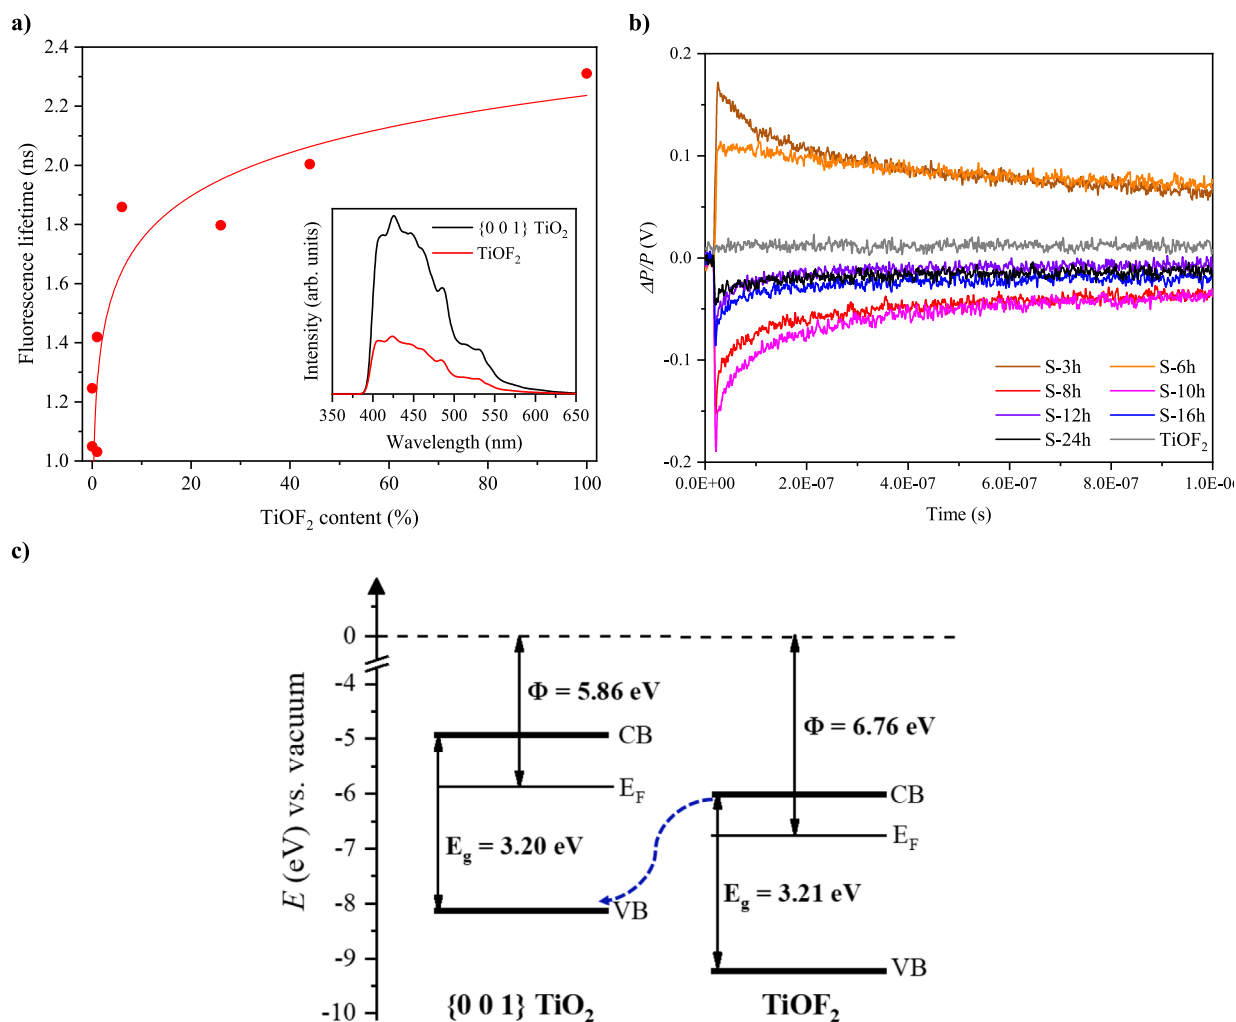 a)
Fluorescence lifetime (ns)
2.4
2.2
2.0
1.8
1.6
1.4
1.2
1.0
0
20
40
60
80
100
TiOF2 content (%)
Intensity (arb. units)
{0 0 1} TiO2
TiOF2
350 400 450 500 550 600 650
Wavelength (nm)
b)
ΔP/P (V)
0.2
0.1
0.0
-0.1
-0.2
S-3h
S-6h
S-8h
S-10h
S-12h
S-16h
S-24h
TiOF2
0.0E+00 2.0E-07 4.0E-07 6.0E-07 8.0E-07 1.0E-0
Time (s)
c)
E (eV) vs. vacuum
0
-4
-5
-6
-7
-8
-9
-10
Φ = 5.86 eV
CB
EF
Eg = 3.20 eV
VB
{0 0 1} TiO2
Φ = 6.76 eV
CB
EF
Eg = 3.21 eV
VB
TiOF2